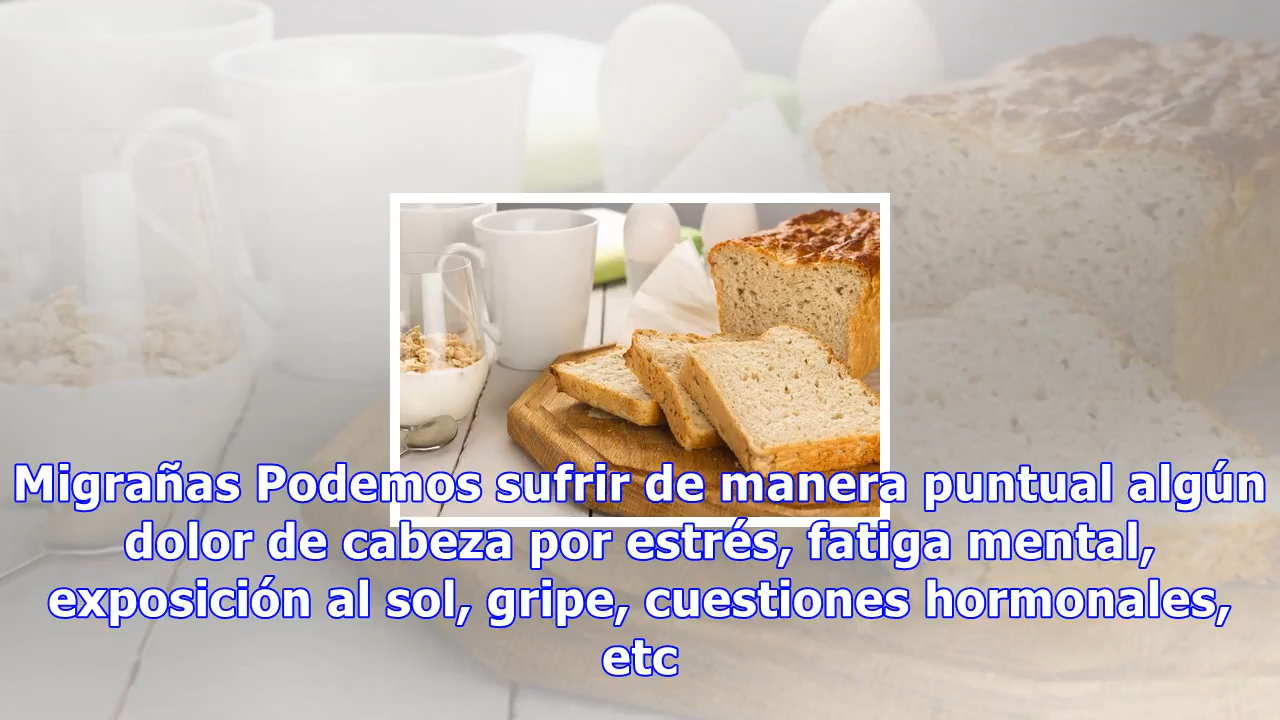 Migrañas Podemos sufrir de manera puntual algún
dolor de cabeza por estrés, fatiga mental,
exposición al sol, gripe, cuestiones hormonales,
etc